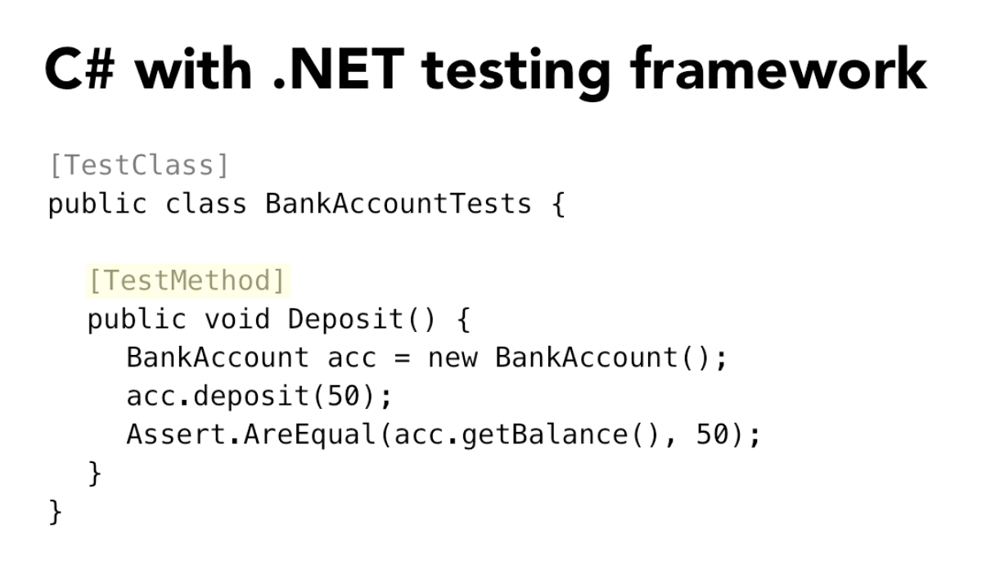 C# with .NET testing framework
[TestClass]
public class BankAccountTests {
[TestMethod]
public void Deposit() {
BankAccount acc = new BankAccount();
acc.deposit(50);
Assert.AreEqual(acc.getBalance(), 50);
}
}